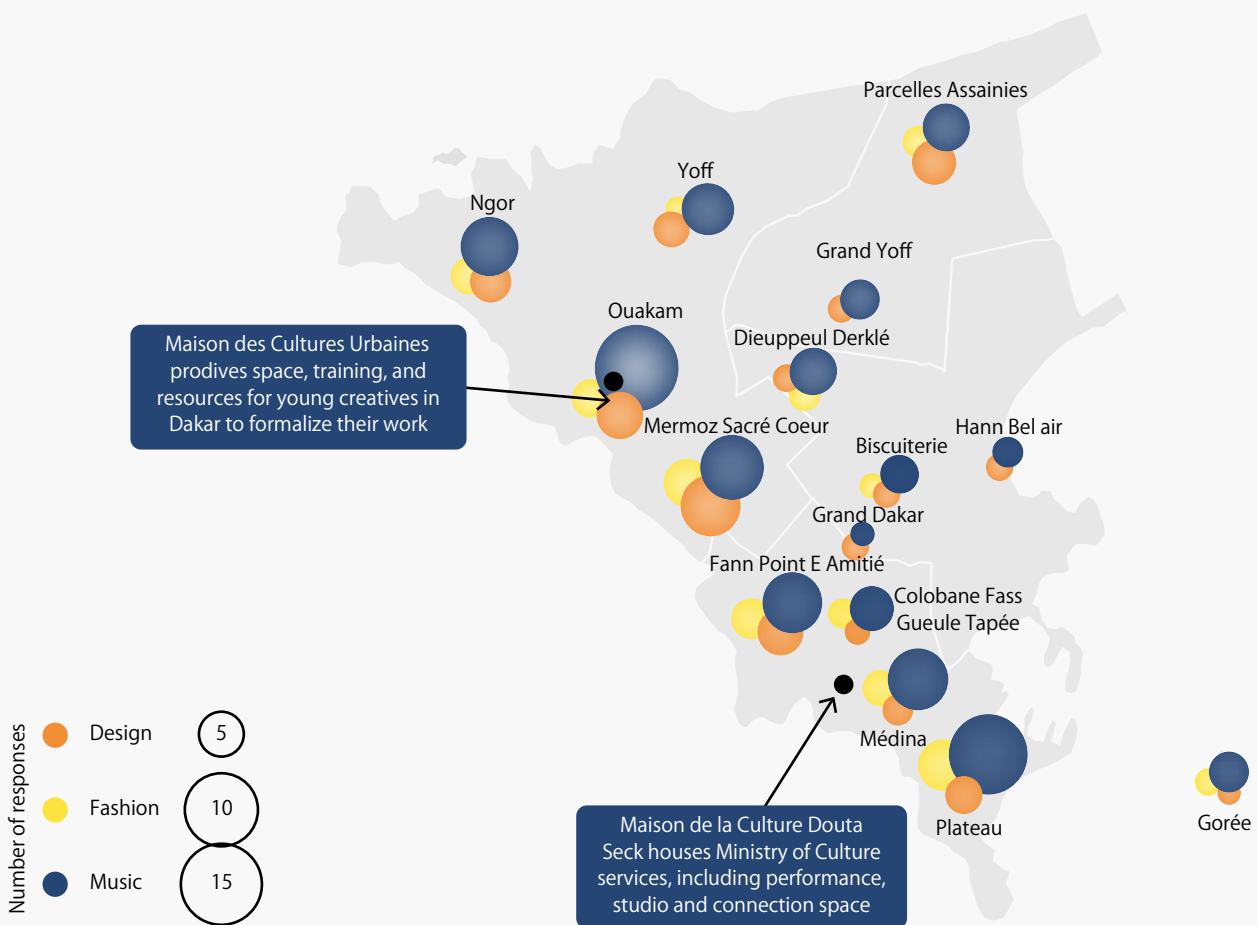 Parcelles Assainies
Yoff
Ngor
Grand Yoff
Ouakam
Dieuppeul Derklé
Maison des Cultures Urbaines
prodives space, training, and
resources for young creatives in
Dakar to formalize their work
Mermoz Sacré Coeur
Hann Bel air
Biscuiterie
Grand Dakar
Fann Point E Amitié
Colobane Fass
Gueule Tapée
Médina
Plateau
Gorée
Maison de la Culture Douta
Seck houses Ministry of Culture
services, including performance,
studio and connection space
Number of responses
Design
5
Fashion
10
Music
15